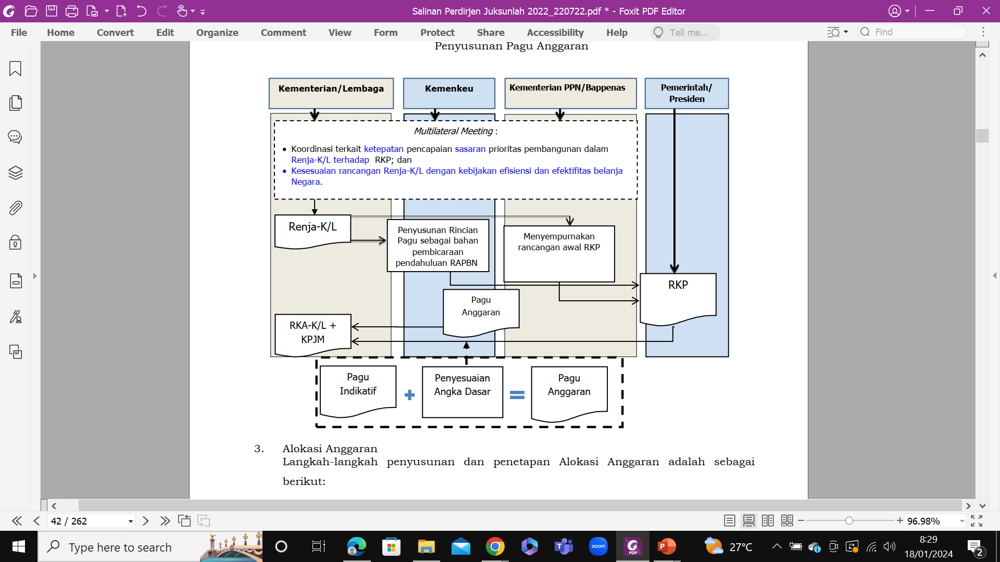 Salinan Perdirjen Juksunlah 2022_220722.pdf * - Foxit PDF Editor
File Home Convert Edit Organize Comment View Form Protect Share Accessibility Help Tell me... Find
Penyusunan Pagu Anggaran
Kementerian/Lembaga
Kemenkeu
Kementerian PPN/Bappenas
Pemerintah/
Presiden
Multilateral Meeting :
• Koordinasi terkait ketepatan pencapaian sasaran prioritas pembangunan dalam
Renja-K/L terhadap RKP; dan
• Kesesuaian rancangan Renja-K/L dengan kebijakan efisiensi dan efektifitas belanja
Negara.
Renja-K/L
Penyusunan Rincian
Pagu sebagai bahan
pembicaraan
pendahuluan RAPBN
Menyempurnakan
rancangan awal RKP
RKP
Pagu
Anggaran
RKA-K/L +
KPJM
Pagu
Indikatif
+
Penyesuaian
Angka Dasar
=
Pagu
Anggaran
3. Alokasi Anggaran
Langkah-langkah penyusunan dan penetapan Alokasi Anggaran adalah sebagai
berikut:
42 / 262
96.98%
Type here to search
zoom
PDF
27°C
8:29
18/01/2024
2